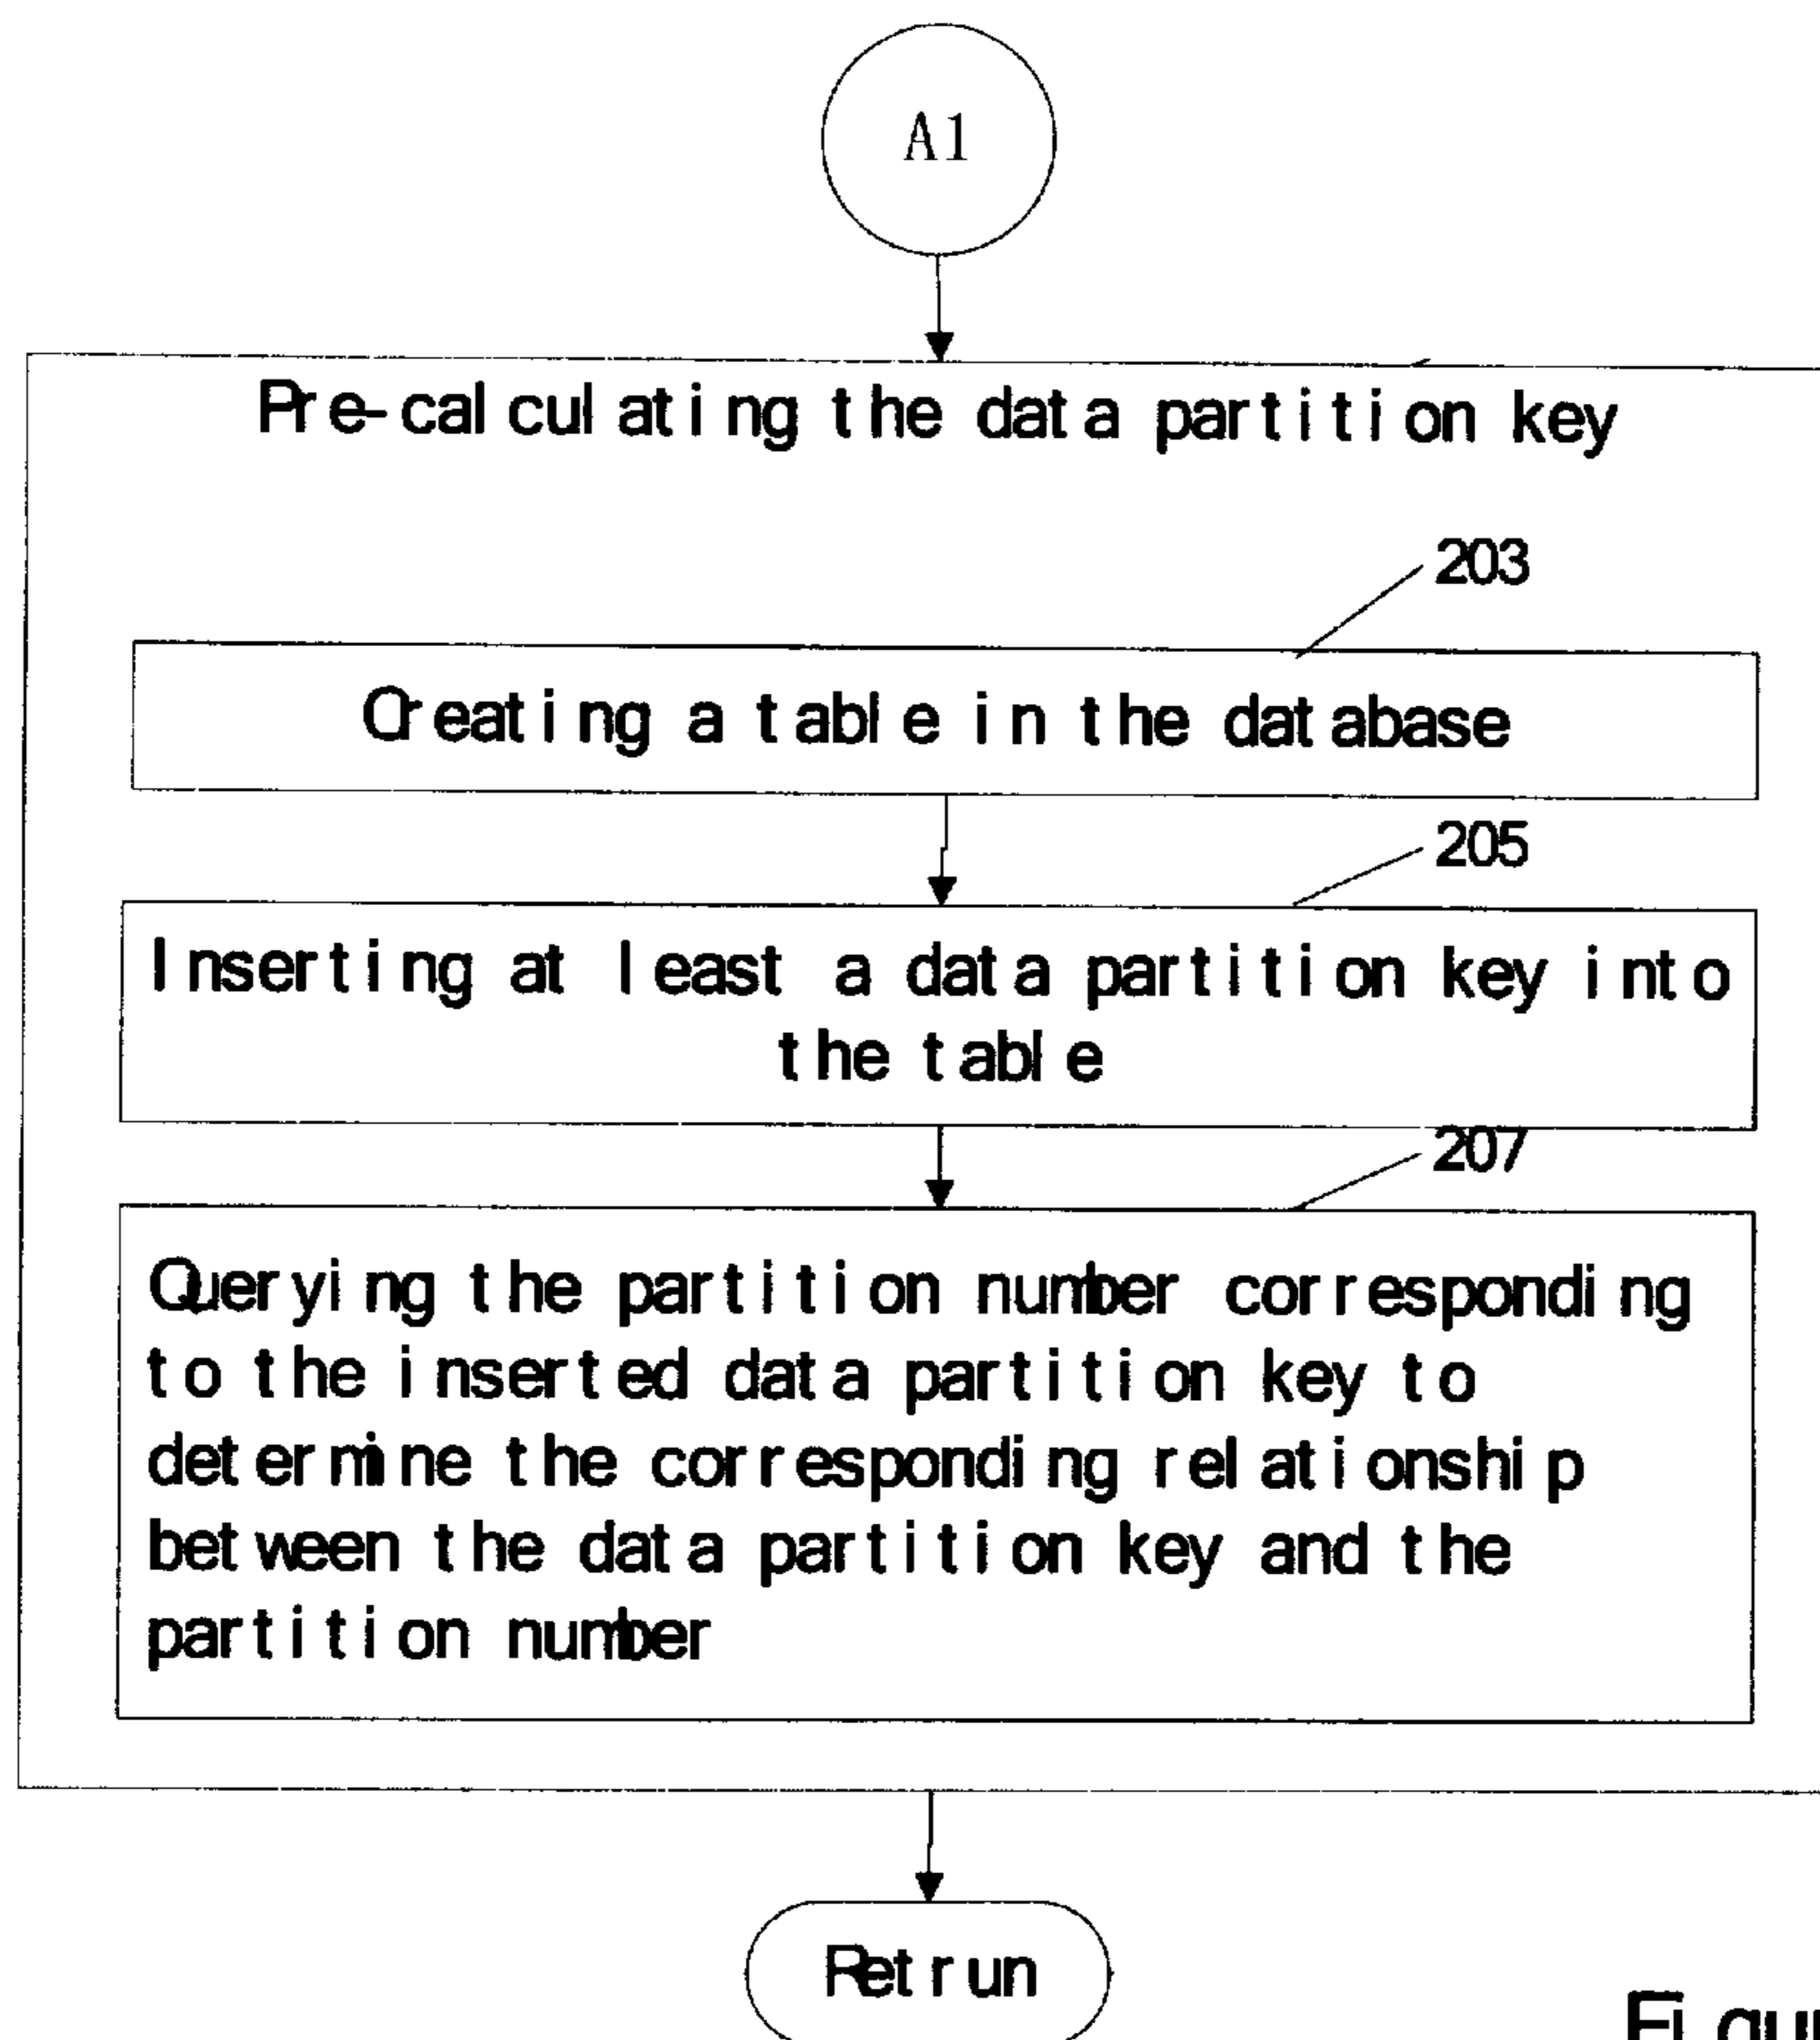 A1
Pre-calculating the data partition key
203
Creating a table in the database
205
Inserting at least a data partition key into
the table
207
Querying the partition number corresponding
to the inserted data partition key to
determine the corresponding relationship
between the data partition key and the
partition number
Retrun